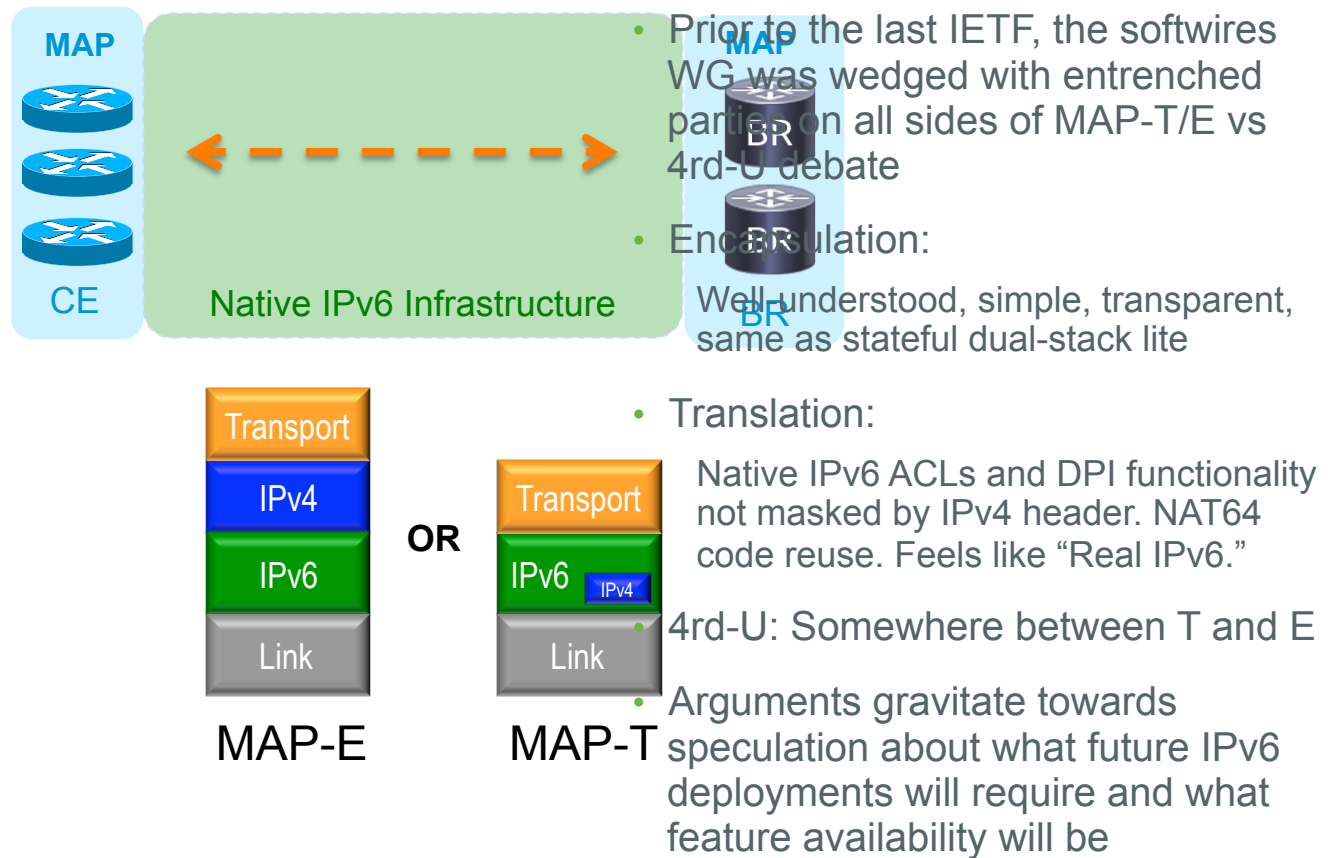 MAP
CE
Native IPv6 Infrastructure
MAP
BR
BR
BR
Transport
IPv4
IPv6
Link
MAP-E
OR
Transport
IPv6
IPv4
Link
MAP-T
• Prior to the last IETF, the softwires
WG was wedged with entrenched
parties on all sides of MAP-T/E vs
4rd-U debate
• Encapsulation:
Well-understood, simple, transparent,
same as stateful dual-stack lite
• Translation:
Native IPv6 ACLs and DPI functionality
not masked by IPv4 header. NAT64
code reuse. Feels like “Real IPv6.”
• 4rd-U: Somewhere between T and E
• Arguments gravitate towards
speculation about what future IPv6
deployments will require and what
feature availability will be